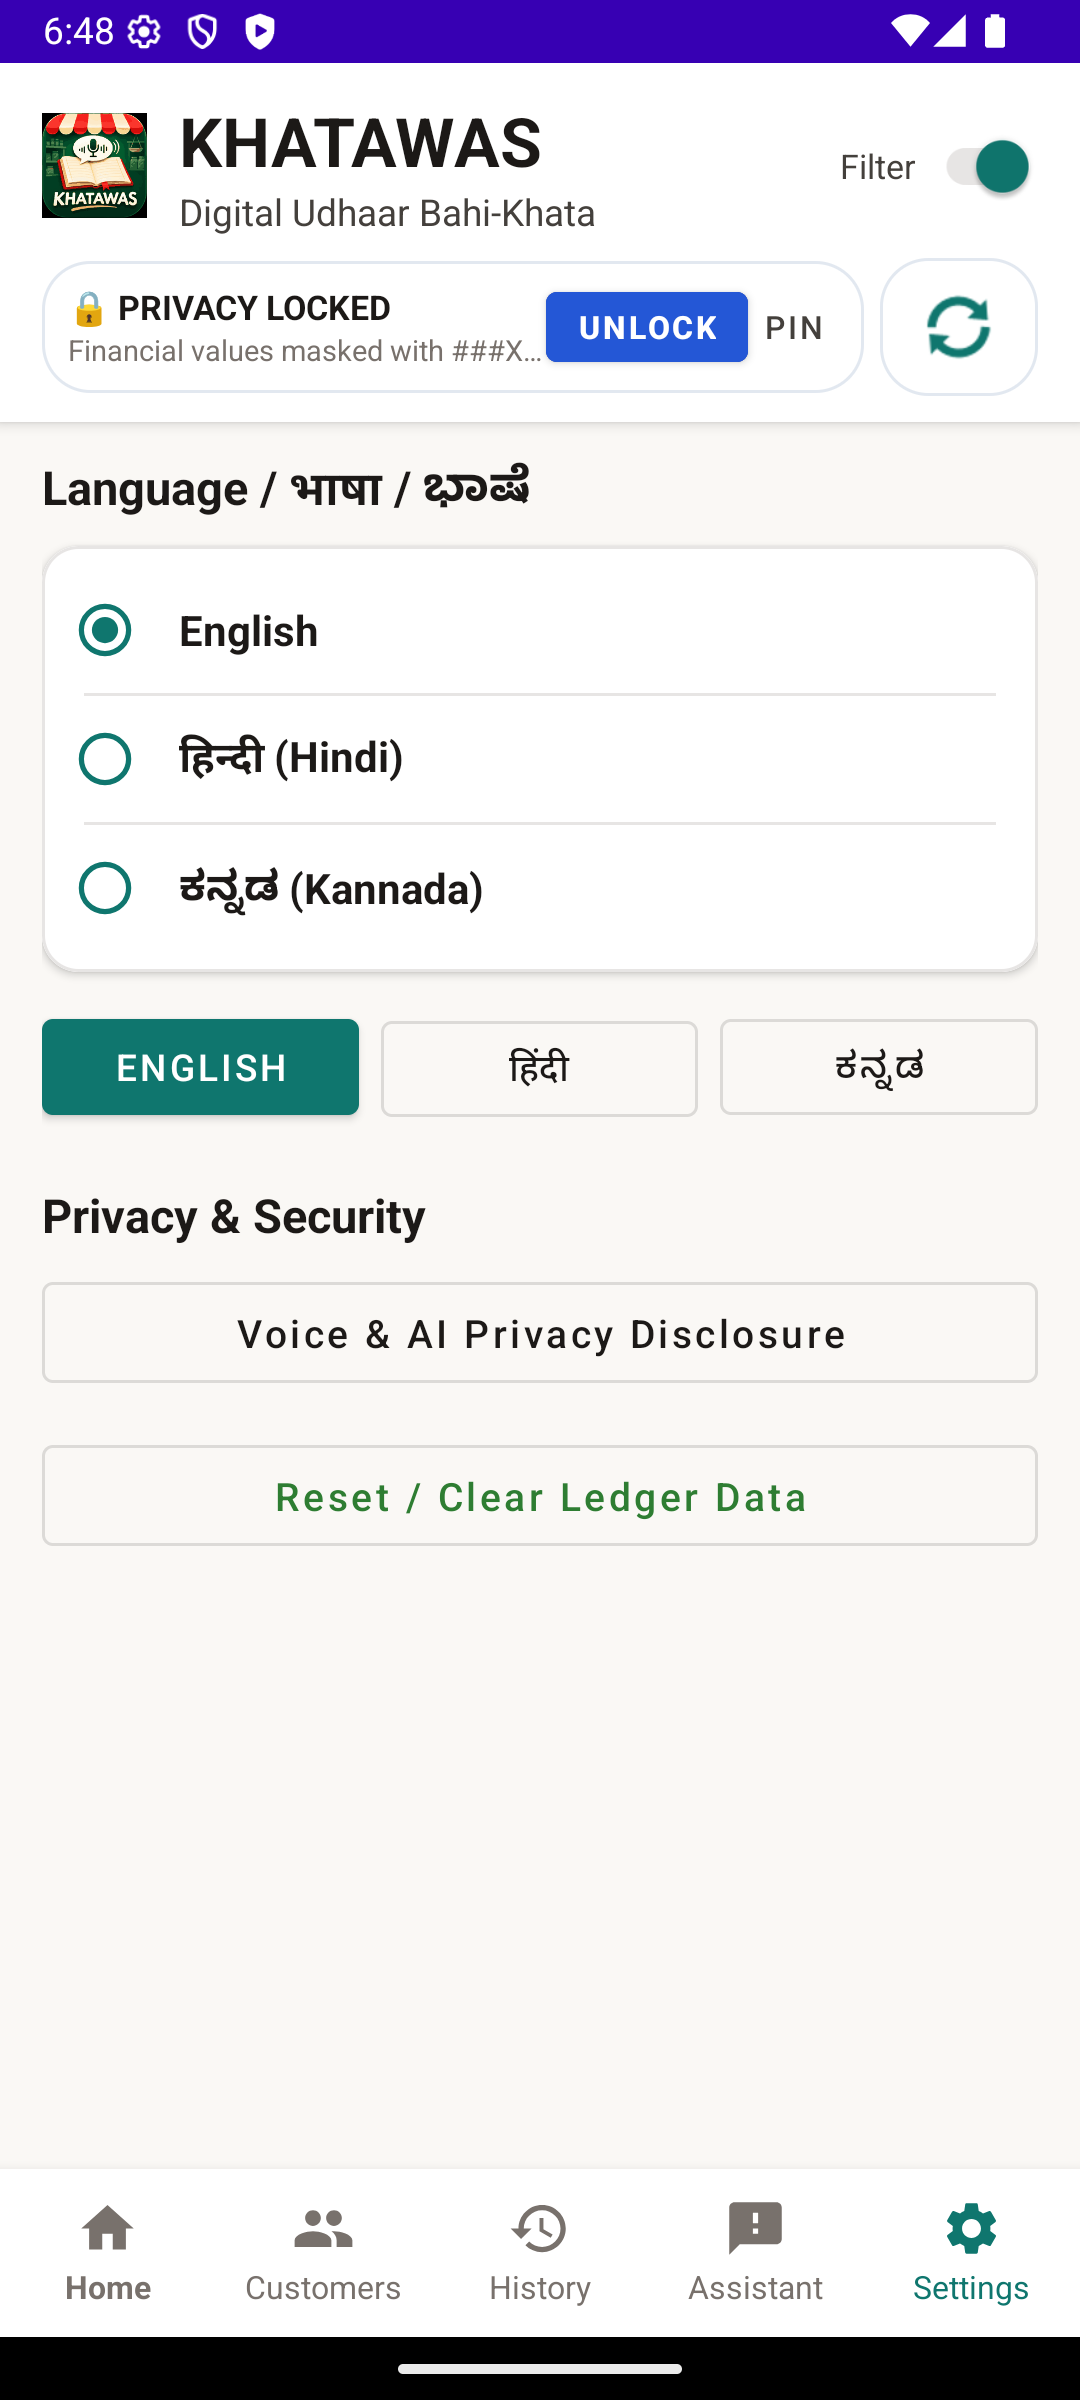 6:48
KHATAWAS
KHATAWAS
Digital Udhaar Bahi-Khata
Filter
🔒 PRIVACY LOCKED
Financial values masked with ###X...
UNLOCK
PIN
Language / भाषा / ಭಾಷೆ
English
हिन्दी (Hindi)
ಕನ್ನಡ (Kannada)
ENGLISH
हिंदी
ಕನ್ನಡ
Privacy & Security
Voice & AI Privacy Disclosure
Reset / Clear Ledger Data
Home
Customers
History
Assistant
Settings